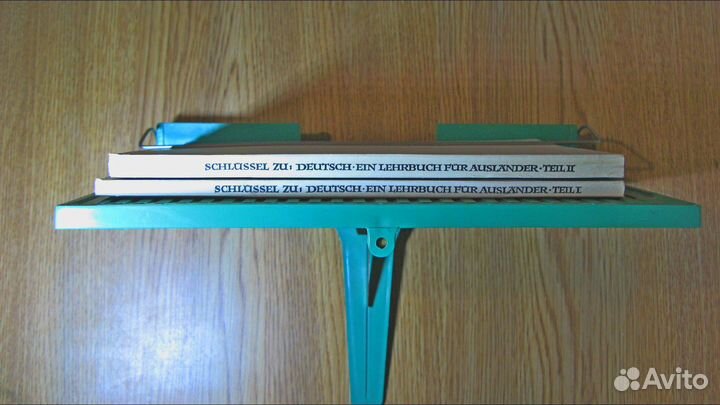 SCHLÜSSEL ZU: DEUTSCH·EIN LEHRBUCH FÜR AUSLÄNDER·TEIL II
SCHLÜSSEL ZU: DEUTSCH·EIN LEHRBUCH FÜR AUSLÄNDER·TEIL I
Avito